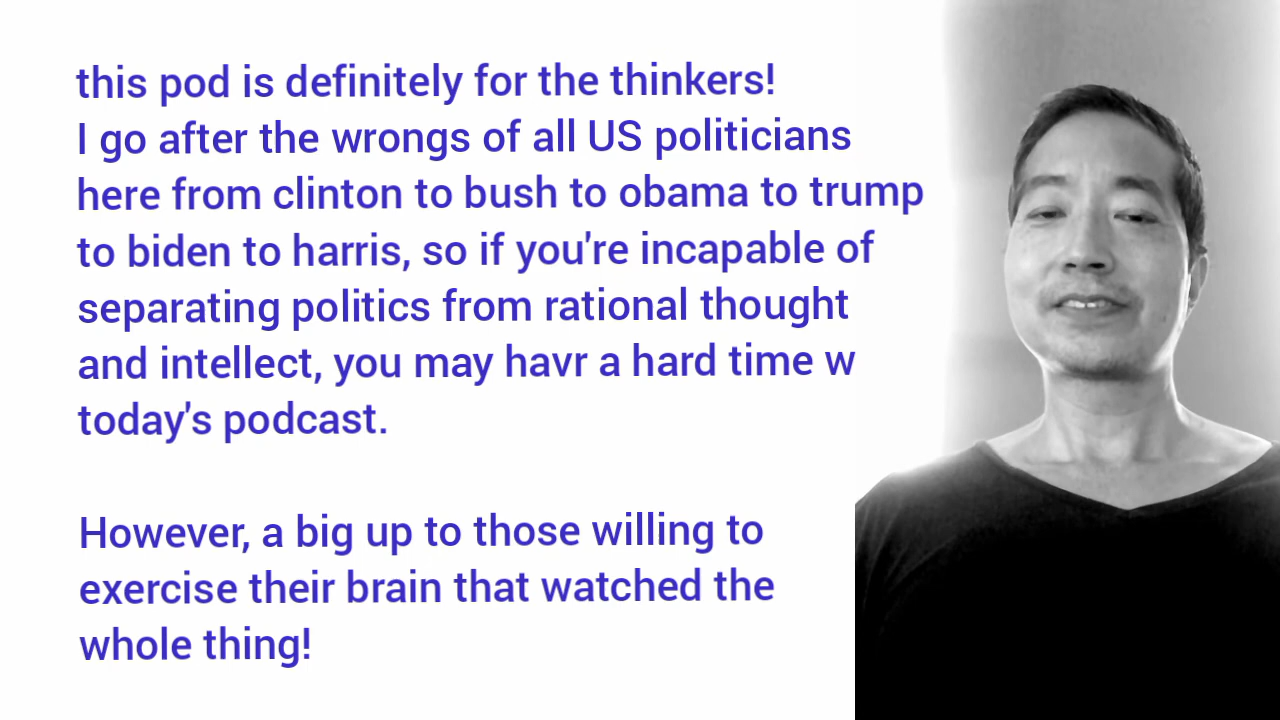 this pod is definitely for the thinkers!
I go after the wrongs of all US politicians
here from clinton to bush to obama to trump
to biden to harris, so if you're incapable of
separating politics from rational thought
and intellect, you may havr a hard time w
today's podcast.
However, a big up to those willing to
exercise their brain that watched the
whole thing!